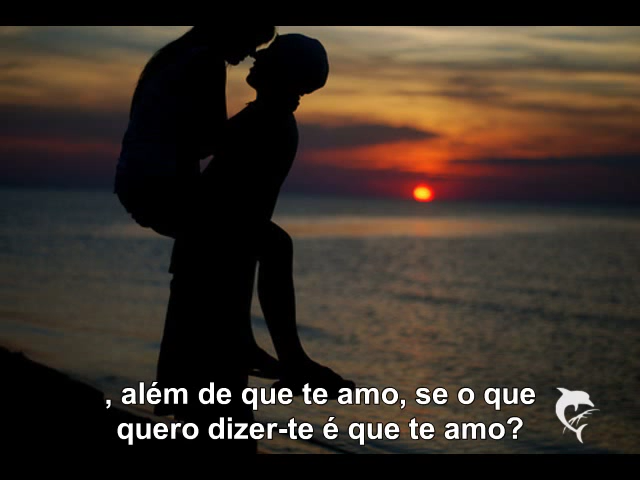 , além de que te amo, se o que
quero dizer-te é que te amo?